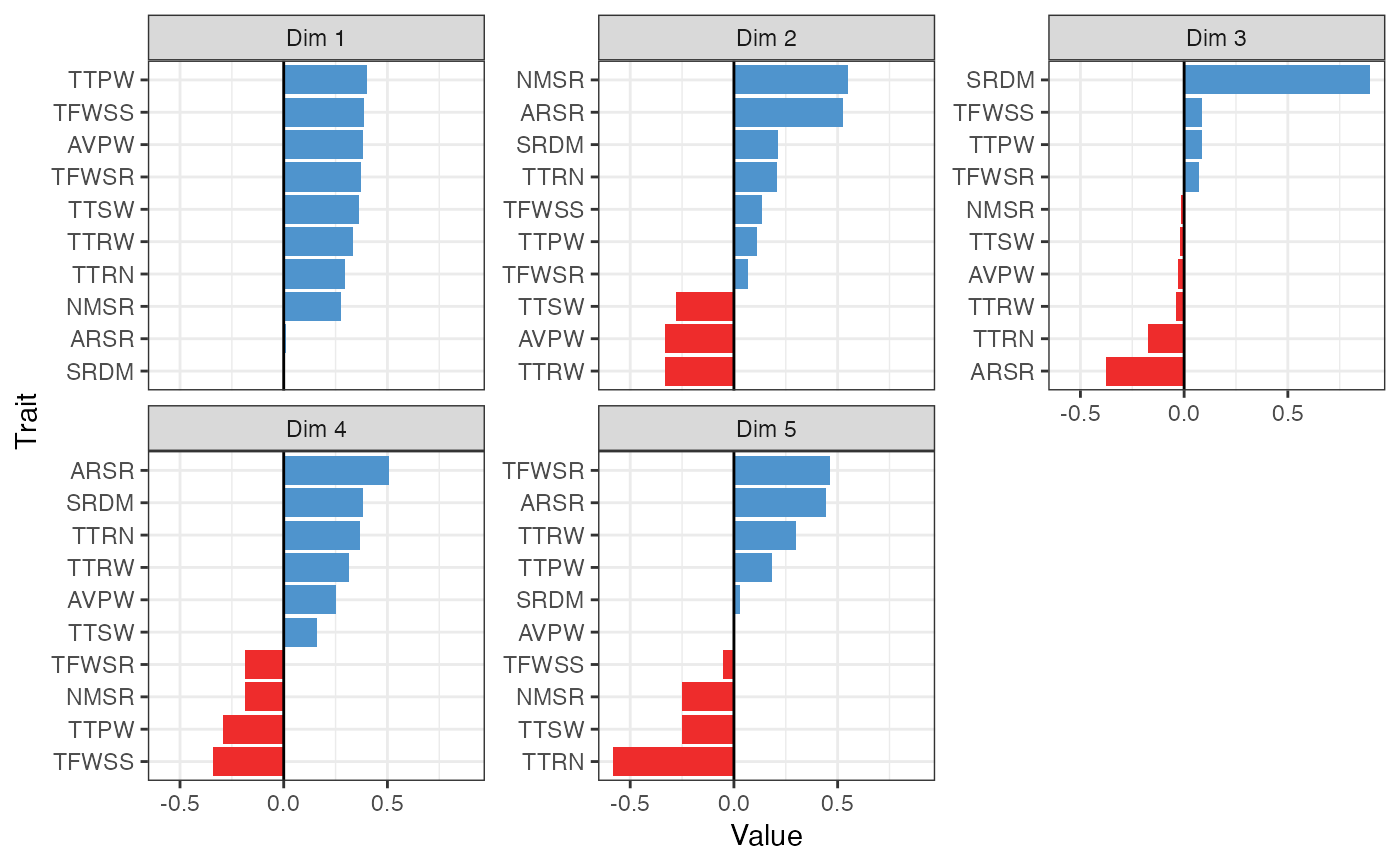 Dim 1
TTPW
TFWSS
AVPW
TFWSR
TTSW
TTRW
TTRN
NMSR
ARSR
SRDM
Dim 2
NMSR
ARSR
SRDM
TTRN
TFWSS
TTPW
TFWSR
TTSW
AVPW
TTRW
Dim 3
SRDM
TFWSS
TTPW
TFWSR
NMSR
TTSW
AVPW
TTRW
TTRN
ARSR
-0.5 0.0 0.5
Trait
Dim 4
ARSR
SRDM
TTRN
TTRW
AVPW
TTSW
TFWSR
NMSR
TTPW
TFWSS
-0.5 0.0 0.5
Dim 5
TFWSR
ARSR
TTRW
TTPW
SRDM
AVPW
TFWSS
NMSR
TTSW
TTRN
-0.5 0.0 0.5
Value